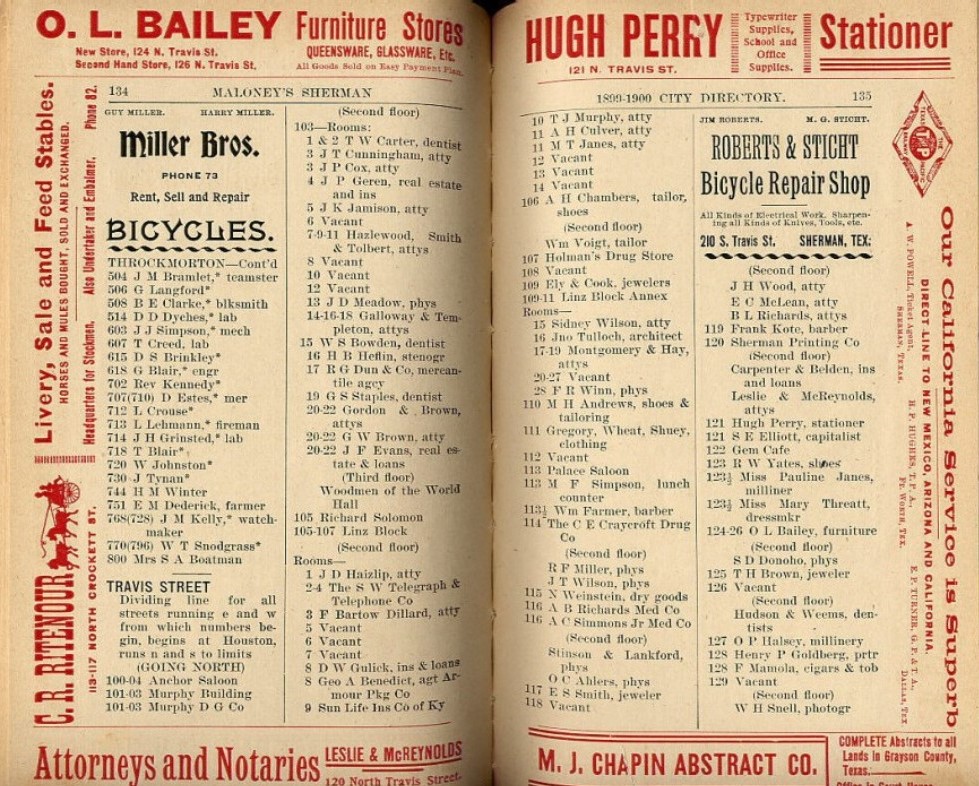 O. L. BAILEY Furniture Stores
New Store, 124 N. Travis St.
Second Hand Store, 126 N. Travis St.
QUEENSWARE, GLASSWARE, Etc.
All Goods Sold on Easy Payment Plan.
Livery, Sale and Feed Stables. Phone 82.
HORSES AND MULES BOUGHT, SOLD AND EXCHANGED.
Headquarters for Stockmen. Also Undertaker and Embalmer.
C. R. RITENOUR
113-117 NORTH CROCKETT ST.
134 MALONEY'S SHERMAN
GUY MILLER. HARRY MILLER.
Miller Bros.
PHONE 73
Rent, Sell and Repair
BICYCLES.
THROCKMORTON—Cont'd
504 J M Bramlet,* teamster
506 G Langford*
508 B E Clarke,* blksmith
514 D D Dyches,* lab
603 J J Simpson,* mech
607 T Creed, lab
615 D S Brinkley*
618 G Blair,* engr
702 Rev Kennedy*
707(710) D Estes,* mer
712 L Crouse*
713 L Lehmann,* fireman
714 J H Grinsted,* lab
718 T Blair*
720 W Johnston*
730 J Tynan*
744 H M Winter
751 E M Dederick, farmer
768(728) J M Kelly,* watch-
maker
770(796) W T Snodgrass*
800 Mrs S A Boatman
TRAVIS STREET
Dividing line for all
streets running e and w
from which numbers be-
gin, begins at Houston,
runs n and s to limits
(GOING NORTH)
100-04 Anchor Saloon
101-03 Murphy Building
101-03 Murphy D G Co
(Second floor)
103—Rooms:
1 & 2 T W Carter, dentist
3 J T Cunningham, atty
3 J P Cox, atty
4 J P Geren, real estate
and ins
5 J K Jamison, atty
6 Vacant
7-9-11 Hazlewood, Smith
& Tolbert, attys
8 Vacant
10 Vacant
12 Vacant
13 J D Meadow, phys
14-16-18 Galloway & Tem-
pleton, attys
15 W S Bowden, dentist
16 H B Heflin, stenogr
17 R G Dun & Co, mercan-
tile agcy
19 G S Staples, dentist
20-22 Gordon & Brown,
attys
20-22 G W Brown, atty
20-22 J F Evans, real es-
tate & loans
(Third floor)
Woodmen of the World
Hall
105 Richard Solomon
105-107 Linz Block
(Second floor)
Rooms—
1 J D Haizlip, atty
2-4 The S W Telegraph &
Telephone Co
3 F Bartow Dillard, atty
5 Vacant
6 Vacant
7 Vacant
8 D W Gulick, ins & loans
8 Geo A Benedict, agt Ar-
mour Pkg Co
9 Sun Life Ins Co of Ky
Attorneys and Notaries LESLIE & McREYNOLDS
120 North Travis Street.
HUGH PERRY
121 N. TRAVIS ST.
Typewriter
Supplies,
School and
Office
Supplies.
Stationer
1899-1900 CITY DIRECTORY. 135
10 T J Murphy, atty
11 A H Culver, atty
11 M T Janes, atty
12 Vacant
13 Vacant
14 Vacant
106 A H Chambers, tailor,
shoes
(Second floor)
Wm Voigt, tailor
107 Holman's Drug Store
108 Vacant
109 Ely & Cook, jewelers
109-11 Linz Block Annex
Rooms—
15 Sidney Wilson, atty
16 Jno Tulloch, architect
17-19 Montgomery & Hay,
attys
20-27 Vacant
28 F R Winn, phys
110 M H Andrews, shoes &
tailoring
111 Gregory, Wheat, Shuey,
clothing
112 Vacant
113 Palace Saloon
113 M F Simpson, lunch
counter
113½ Wm Farmer, barber
114 The C E Craycroft Drug
Co
(Second floor)
R F Miller, phys
J T Wilson, phys
115 N Weinstein, dry goods
116 A B Richards Med Co
116 A C Simmons Jr Med Co
(Second floor)
Stinson & Lankford,
phys
O C Ahlers, phys
117 E S Smith, jeweler
118 Vacant
JIM ROBERTS. M. G. STICHT.
ROBERTS & STICHT
Bicycle Repair Shop
All Kinds of Electrical Work. Sharpen-
ing all Kinds of Knives, Tools, etc.
210 S. Travis St. SHERMAN, TEX:
(Second floor)
J H Wood, atty
E C McLean, atty
B L Richards, attys
119 Frank Kote, barber
120 Sherman Printing Co
(Second floor)
Carpenter & Belden, ins
and loans
Leslie & McReynolds,
attys
121 Hugh Perry, stationer
121 S E Elliott, capitalist
122 Gem Cafe
123 R W Yates, shoes
123½ Miss Pauline Janes,
milliner
123½ Miss Mary Threatt,
dressmkr
124-26 O L Bailey, furniture
(Second floor)
S D Donoho, phys
125 T H Brown, jeweler
126 Vacant
(Second floor)
Hudson & Weems, den-
tists
127 O P Halsey, millinery
128 Henry P Goldberg, prtr
128 F Mamola, cigars & tob
129 Vacant
(Second floor)
W H Snell, photogr
TEXAS
THE
T P
PACIFIC
RAILWAY
Our California Service is Superb
DIRECT LINE TO NEW MEXICO, ARIZONA AND CALIFORNIA.
A. W. POWELL, Ticket Agent, SHERMAN, TEXAS.
H. P. HUGHES, T. P. A., FT. WORTH, TEX.
E. P. TURNER, G. P. & T. A., DALLAS, TEX
M. J. CHAPIN ABSTRACT CO.
COMPLETE Abstracts to all
Lands in Grayson County,
Texas.
Office in Court House